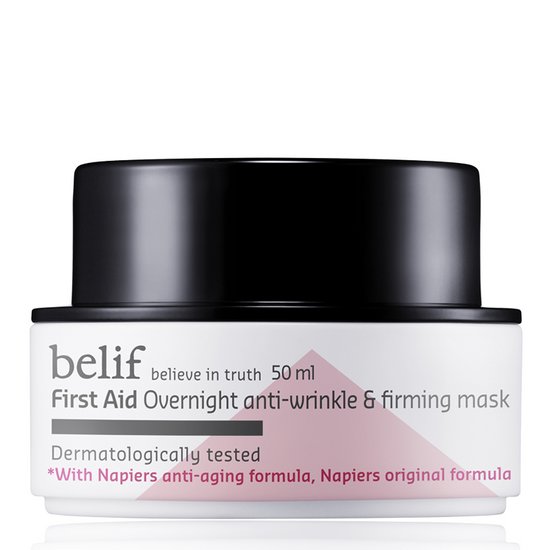 belif believe in truth 50 ml
First Aid Overnight anti-wrinkle & firming mask
Dermatologically tested
*With Napiers anti-aging formula, Napiers original formula